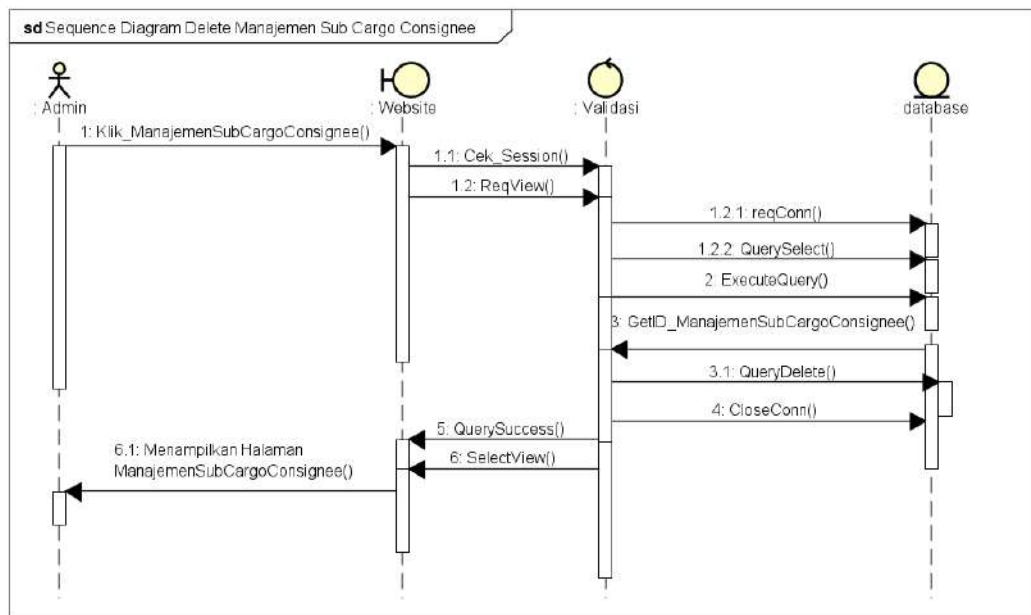 sd Sequence Diagram Delete Manajemen Sub Cargo Consignee
: Admin
: Website
: Validasi
: database
1: Klik_ManajemenSubCargoConsignee()
1.1: Cek_Session()
1.2: ReqView()
1.2.1: reqConn()
1.2.2: QuerySelect()
2: ExecuteQuery()
3: GetID_ManajemenSubCargoConsignee()
3.1: QueryDelete()
4: CloseConn()
5: QuerySuccess()
6: SelectView()
6.1: Menampilkan Halaman
ManajemenSubCargoConsignee()